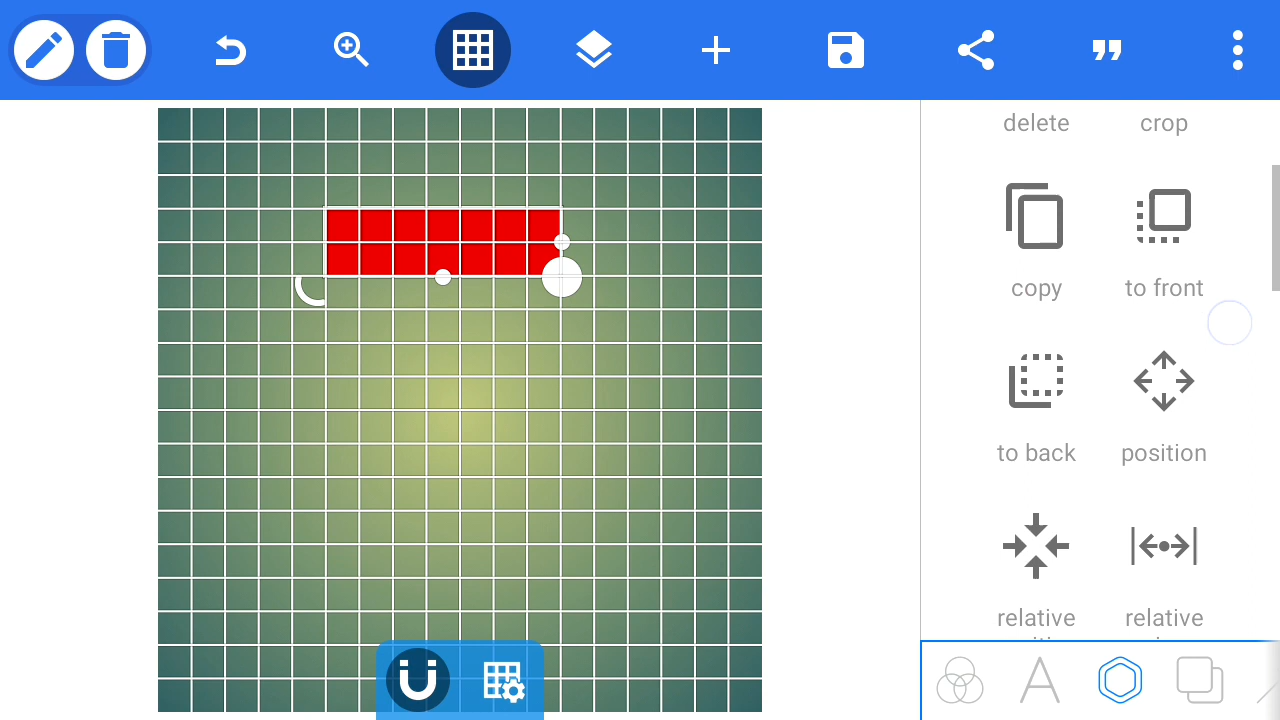 delete crop
copy to front
to back position
relative relative